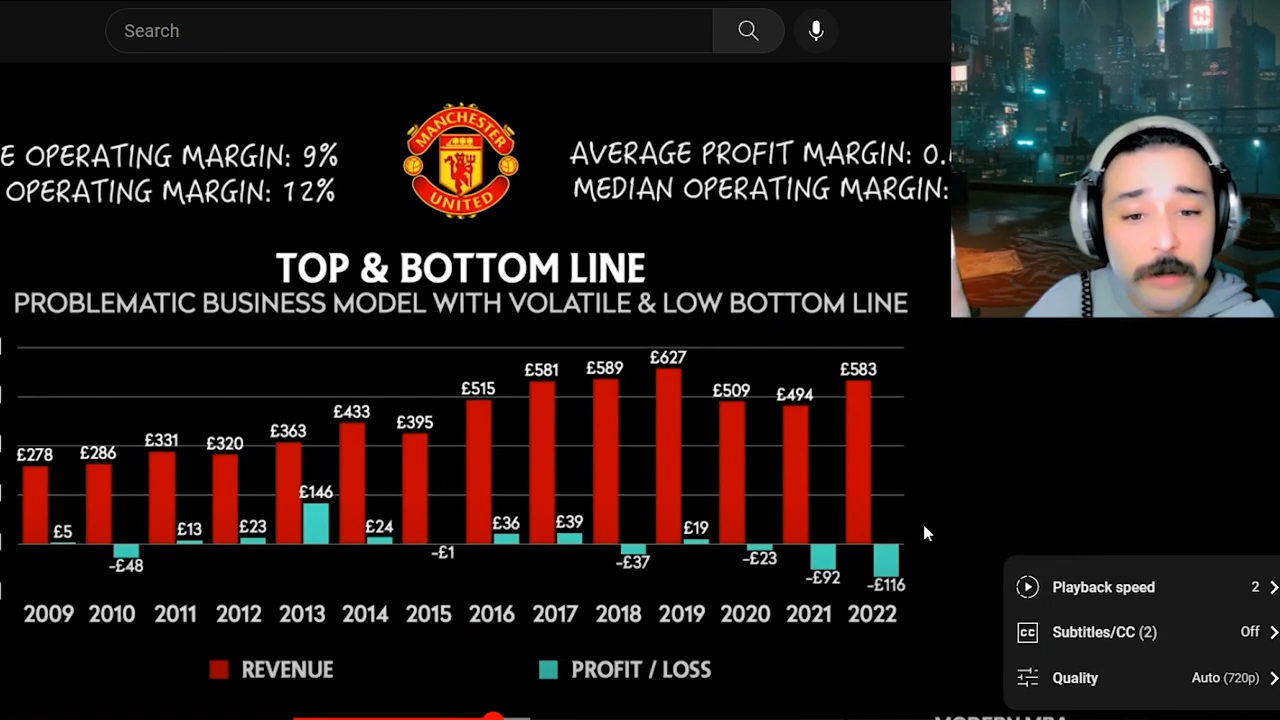 Search
E OPERATING MARGIN: 9%
OPERATING MARGIN: 12%
MANCHESTER
UNITED
AVERAGE PROFIT MARGIN: 0.
MEDIAN OPERATING MARGIN:
TOP & BOTTOM LINE
PROBLEMATIC BUSINESS MODEL WITH VOLATILE & LOW BOTTOM LINE
£278 £286 £331 £320 £363 £433 £395 £515 £581 £589 £627 £509 £494 £583
£5 -£48 £13 £23 £146 £24 -£1 £36 £39 -£37 £19 -£23 -£92 -£116
2009 2010 2011 2012 2013 2014 2015 2016 2017 2018 2019 2020 2021 2022
REVENUE PROFIT / LOSS
Playback speed 2
CC Subtitles/CC (2) Off
Quality Auto (720p)
MODERN MBA